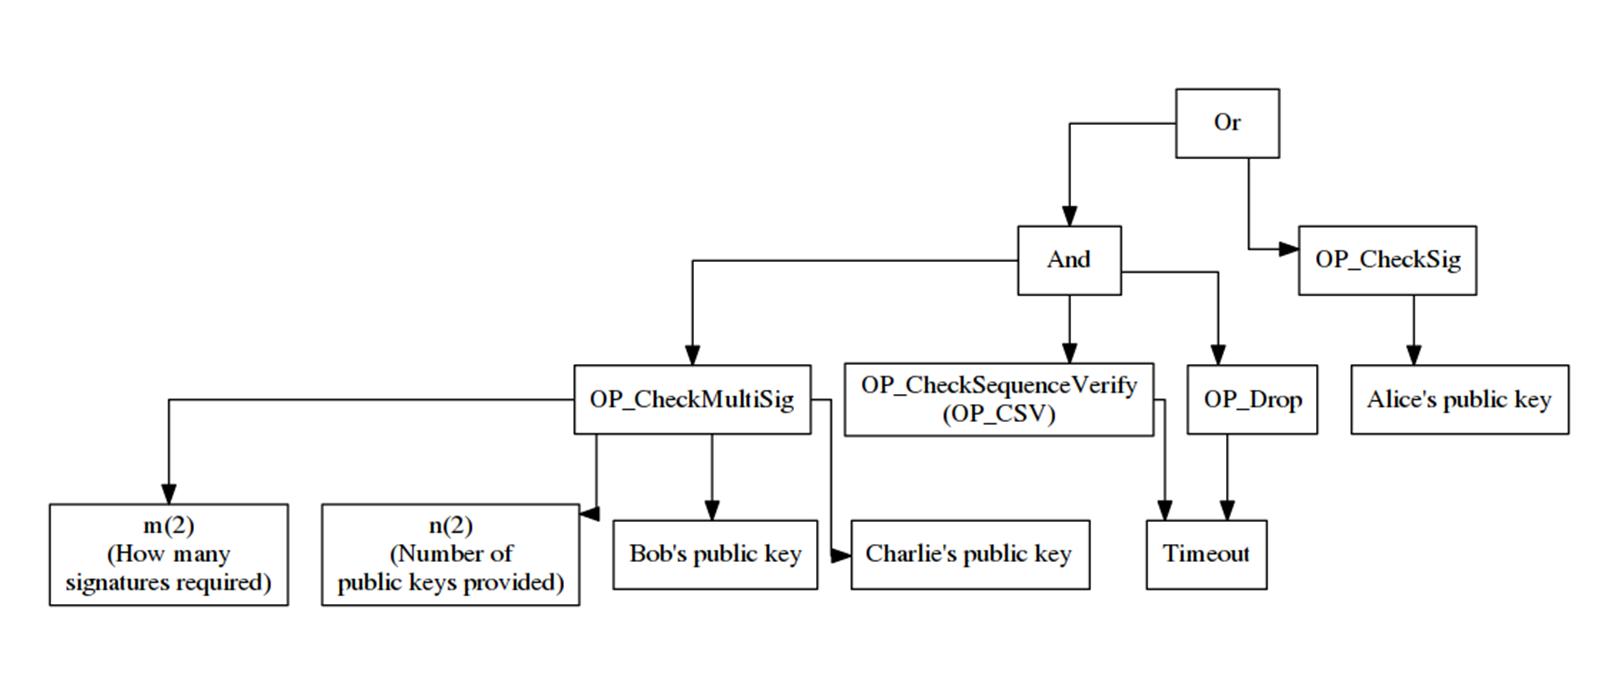 Or
And
OP_CheckSig
OP_CheckMultiSig
OP_CheckSequenceVerify
(OP_CSV)
OP_Drop
Alice's public key
m(2)
(How many
signatures required)
n(2)
(Number of
public keys provided)
Bob's public key
Charlie's public key
Timeout